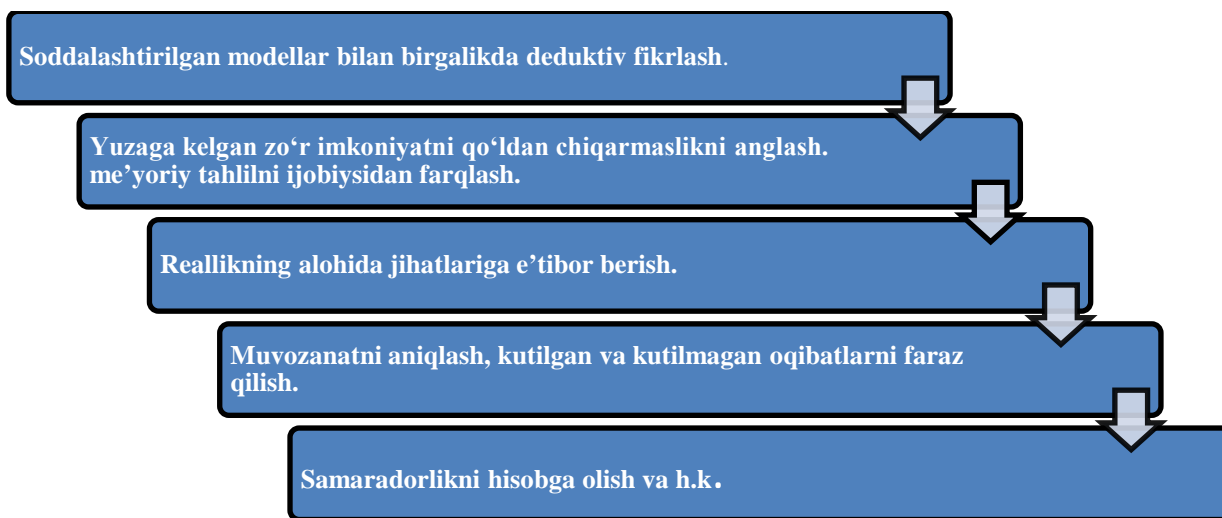 Soddalashtirilgan modellar bilan birgalikda deduktiv fikrlash.
Yuzaga kelgan zo‘r imkoniyatni qo‘ldan chiqarmaslikni anglash.
me’yoriy tahlilni ijobiysidan farqlash.
Reallikning alohida jihatlariga e’tibor berish.
Muvozanatni aniqlash, kutilgan va kutilmagan oqibatlarni faraz
qilish.
Samaradorlikni hisobga olish va h.k.